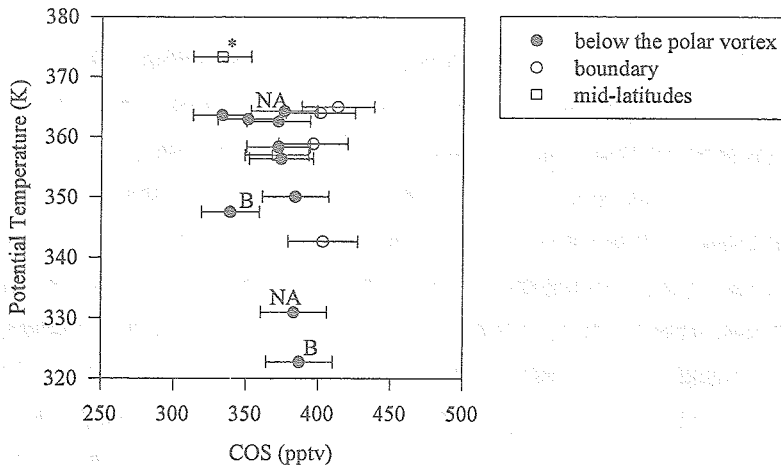 380
370
360
350
340
330
320
Potential Temperature (K)
*
NA
B
NA
B
250
300
350
400
450
500
COS (pptv)
below the polar vortex
boundary
mid-latitudes